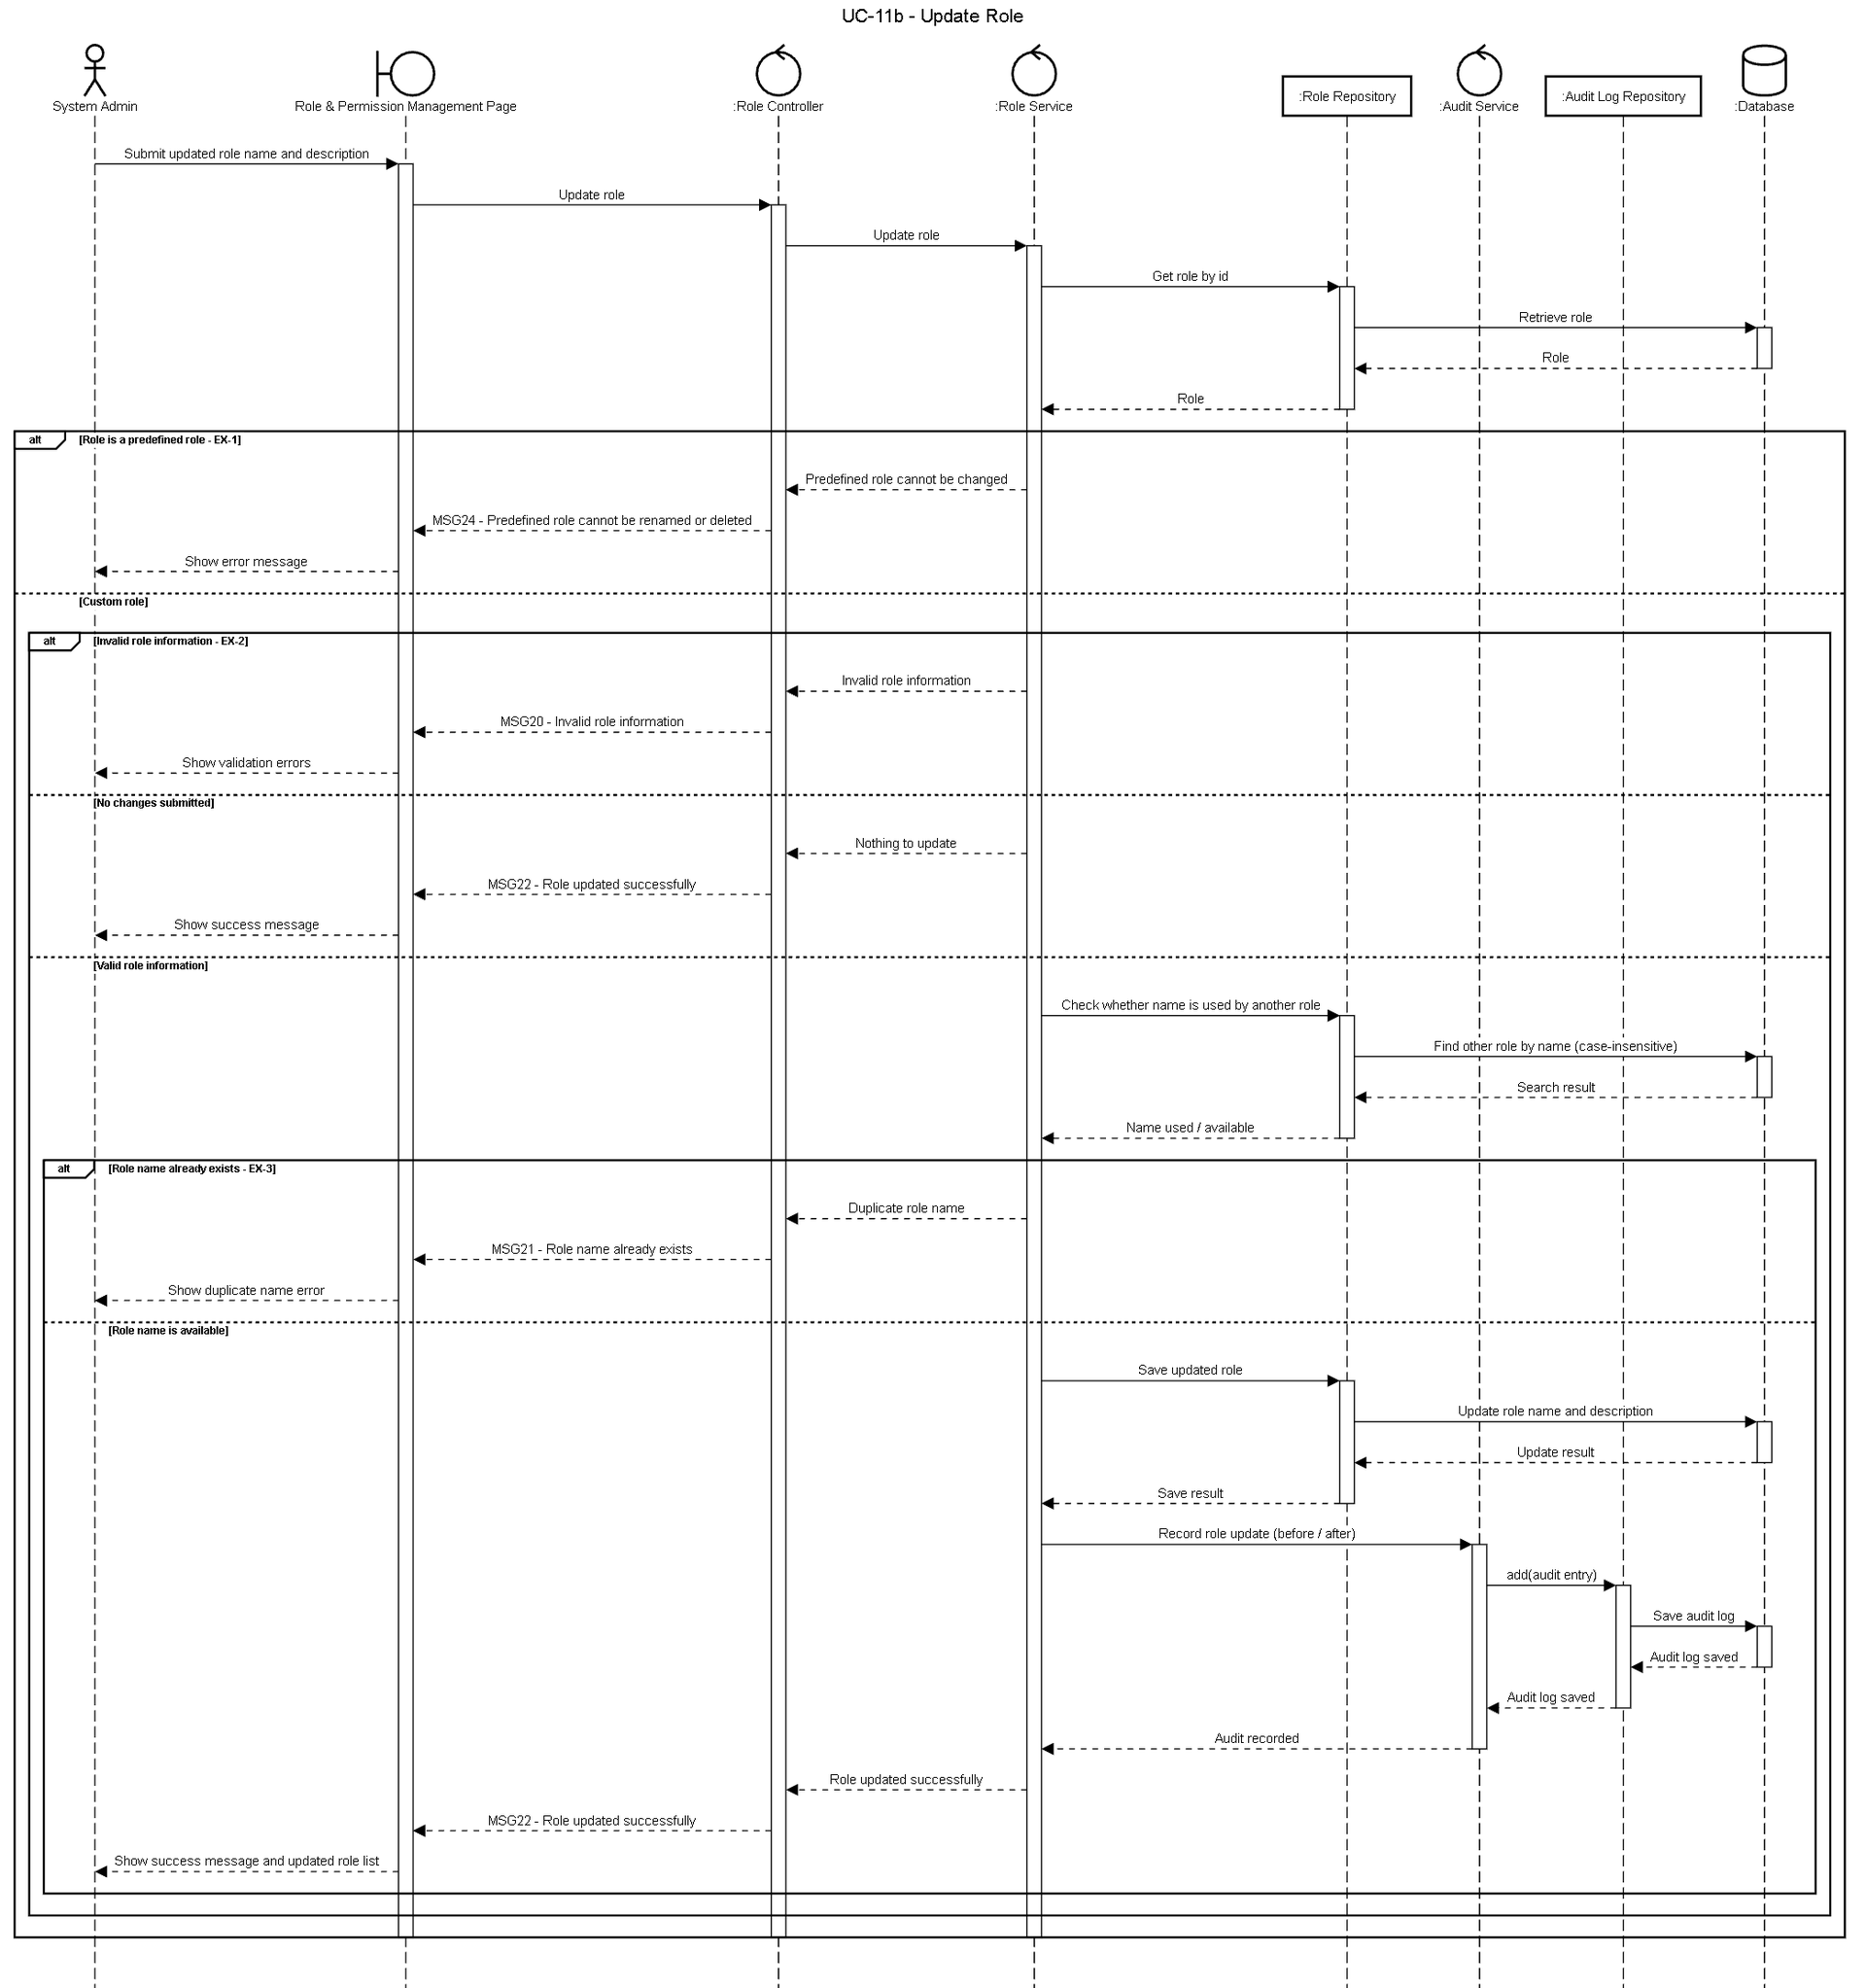 UC-11b - Update Role
System Admin
Role & Permission Management Page
:Role Controller
:Role Service
:Role Repository
:Audit Service
:Audit Log Repository
:Database
Submit updated role name and description
Update role
Update role
Get role by id
Retrieve role
Role
Role
alt
[Role is a predefined role - EX-1]
Predefined role cannot be changed
MSG24 - Predefined role cannot be renamed or deleted
Show error message
[Custom role]
alt
[Invalid role information - EX-2]
Invalid role information
MSG20 - Invalid role information
Show validation errors
[No changes submitted]
Nothing to update
MSG22 - Role updated successfully
Show success message
[Valid role information]
Check whether name is used by another role
Find other role by name (case-insensitive)
Search result
Name used / available
alt
[Role name already exists - EX-3]
Duplicate role name
MSG21 - Role name already exists
Show duplicate name error
[Role name is available]
Save updated role
Update role name and description
Update result
Save result
Record role update (before / after)
add(audit entry)
Save audit log
Audit log saved
Audit log saved
Audit recorded
Role updated successfully
MSG22 - Role updated successfully
Show success message and updated role list